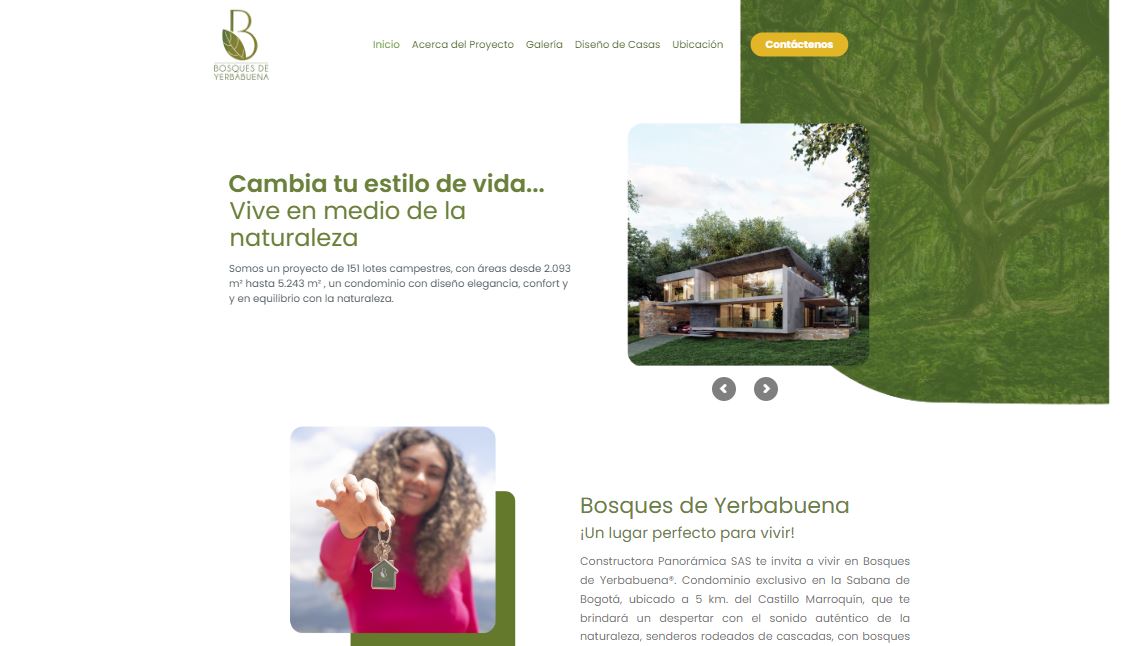 B
BOSQUES DE
YERBABUENA
Inicio Acerca del Proyecto Galería Diseño de Casas Ubicación Contáctenos
Cambia tu estilo de vida...
Vive en medio de la
naturaleza
Somos un proyecto de 151 lotes campestres, con áreas desde 2.093
m² hasta 5.243 m² , un condominio con diseño elegancia, confort y
y en equilibrio con la naturaleza.
Bosques de Yerbabuena
¡Un lugar perfecto para vivir!
Constructora Panorámica SAS te invita a vivir en Bosques
de Yerbabuena®. Condominio exclusivo en la Sabana de
Bogotá, ubicado a 5 km. del Castillo Marroquin, que te
brindará un despertar con el sonido auténtico de la
naturaleza, senderos rodeados de cascadas, con bosques